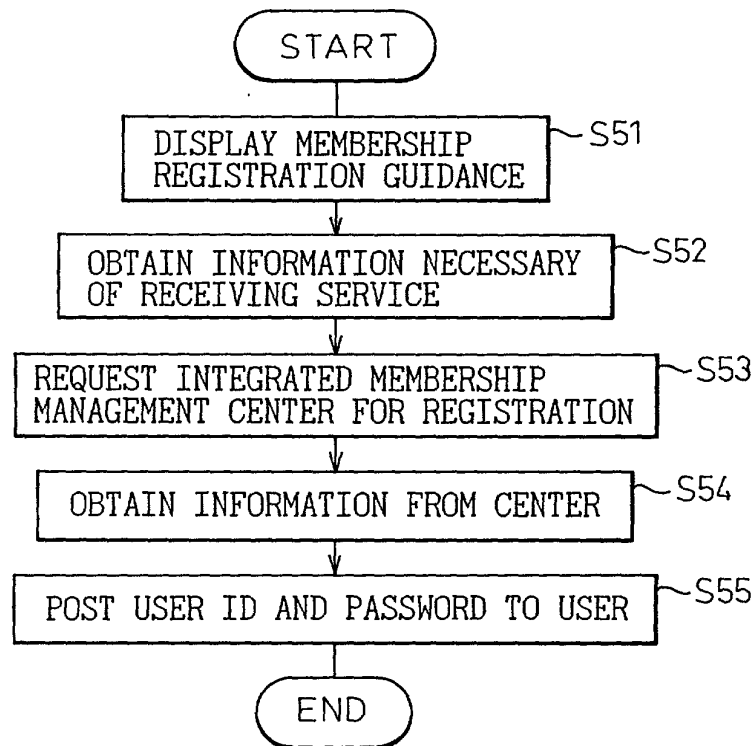 START
DISPLAY MEMBERSHIP
REGISTRATION GUIDANCE
S51
OBTAIN INFORMATION NECESSARY
OF RECEIVING SERVICE
S52
REQUEST INTEGRATED MEMBERSHIP
MANAGEMENT CENTER FOR REGISTRATION
S53
OBTAIN INFORMATION FROM CENTER
S54
POST USER ID AND PASSWORD TO USER
S55
END